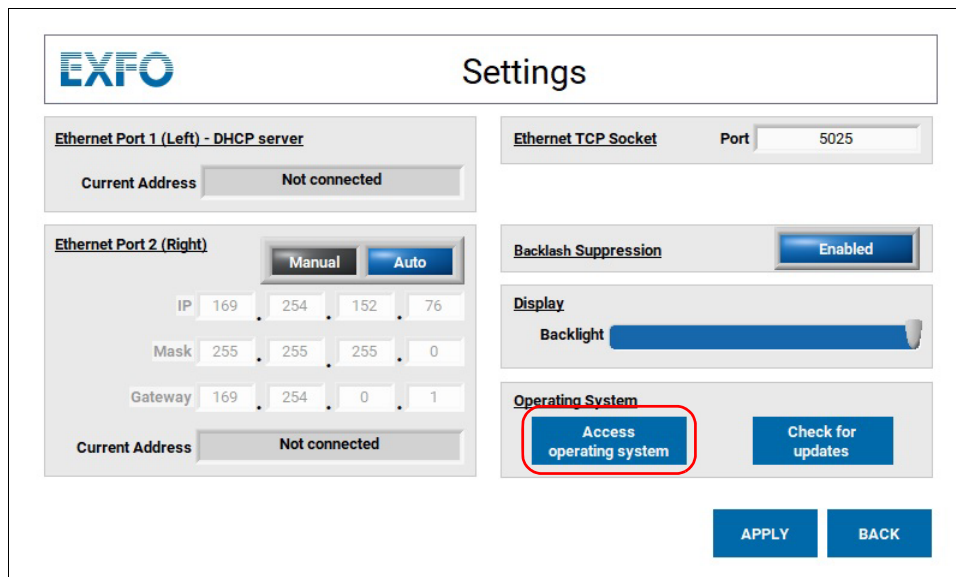 EXFO
Settings
Ethernet Port 1 (Left) - DHCP server
Current Address Not connected
Ethernet TCP Socket Port 5025
Ethernet Port 2 (Right)
Manual Auto
IP 169 . 254 . 152 . 76
Mask 255 . 255 . 255 . 0
Gateway 169 . 254 . 0 . 1
Current Address Not connected
Backlash Suppression Enabled
Display
Backlight
Operating System
Access
operating system
Check for
updates
APPLY BACK